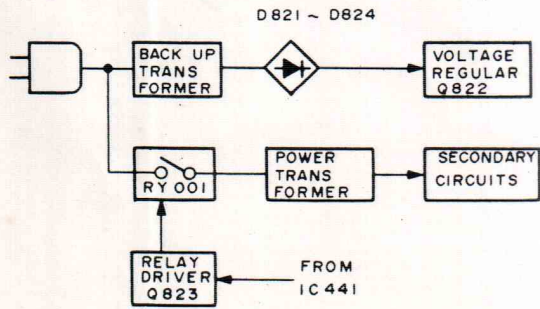 D821 ~ D824
BACK UP
TRANS
FORMER
VOLTAGE
REGULAR
Q822
RY 001
POWER
TRANS
FORMER
SECONDARY
CIRCUITS
RELAY
DRIVER
Q823
FROM
IC441